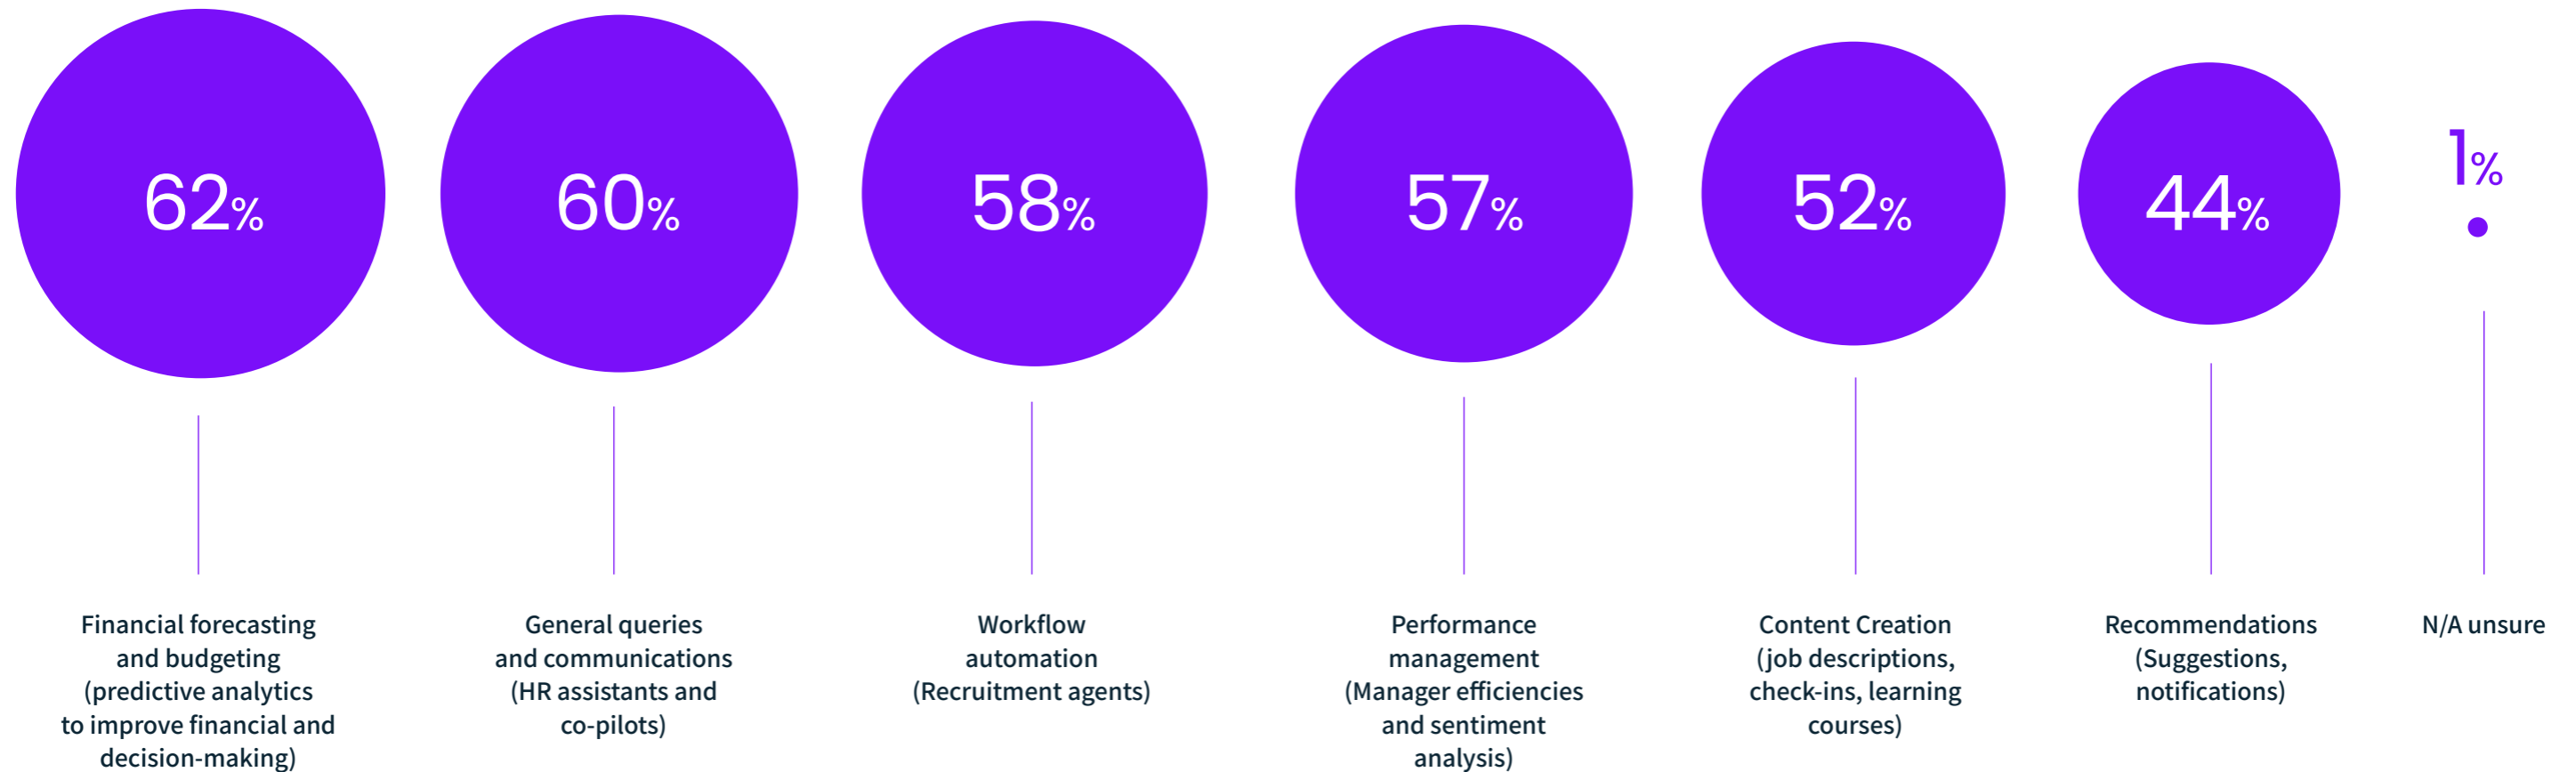 62%
60%
58%
57%
52%
44%
1%
Financial forecasting
and budgeting
(predictive analytics
to improve financial and
decision-making)
General queries
and communications
(HR assistants and
co-pilots)
Workflow
automation
(Recruitment agents)
Performance
management
(Manager efficiencies
and sentiment
analysis)
Content Creation
(job descriptions,
check-ins, learning
courses)
Recommendations
(Suggestions,
notifications)
N/A unsure